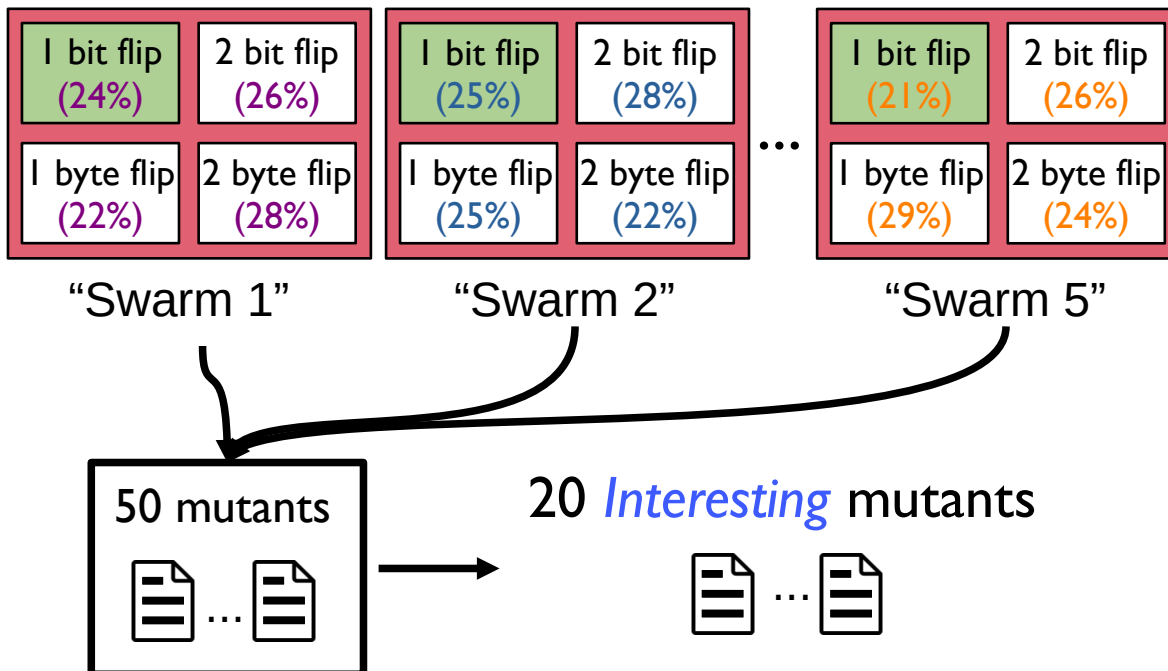 1 bit flip
(24%)
2 bit flip
(26%)
1 byte flip
(22%)
2 byte flip
(28%)
1 bit flip
(25%)
2 bit flip
(28%)
1 byte flip
(25%)
2 byte flip
(22%)
...
1 bit flip
(21%)
2 bit flip
(26%)
1 byte flip
(29%)
2 byte flip
(24%)
“Swarm 1”
“Swarm 2”
“Swarm 5”
50 mutants
...
20 Interesting mutants
...